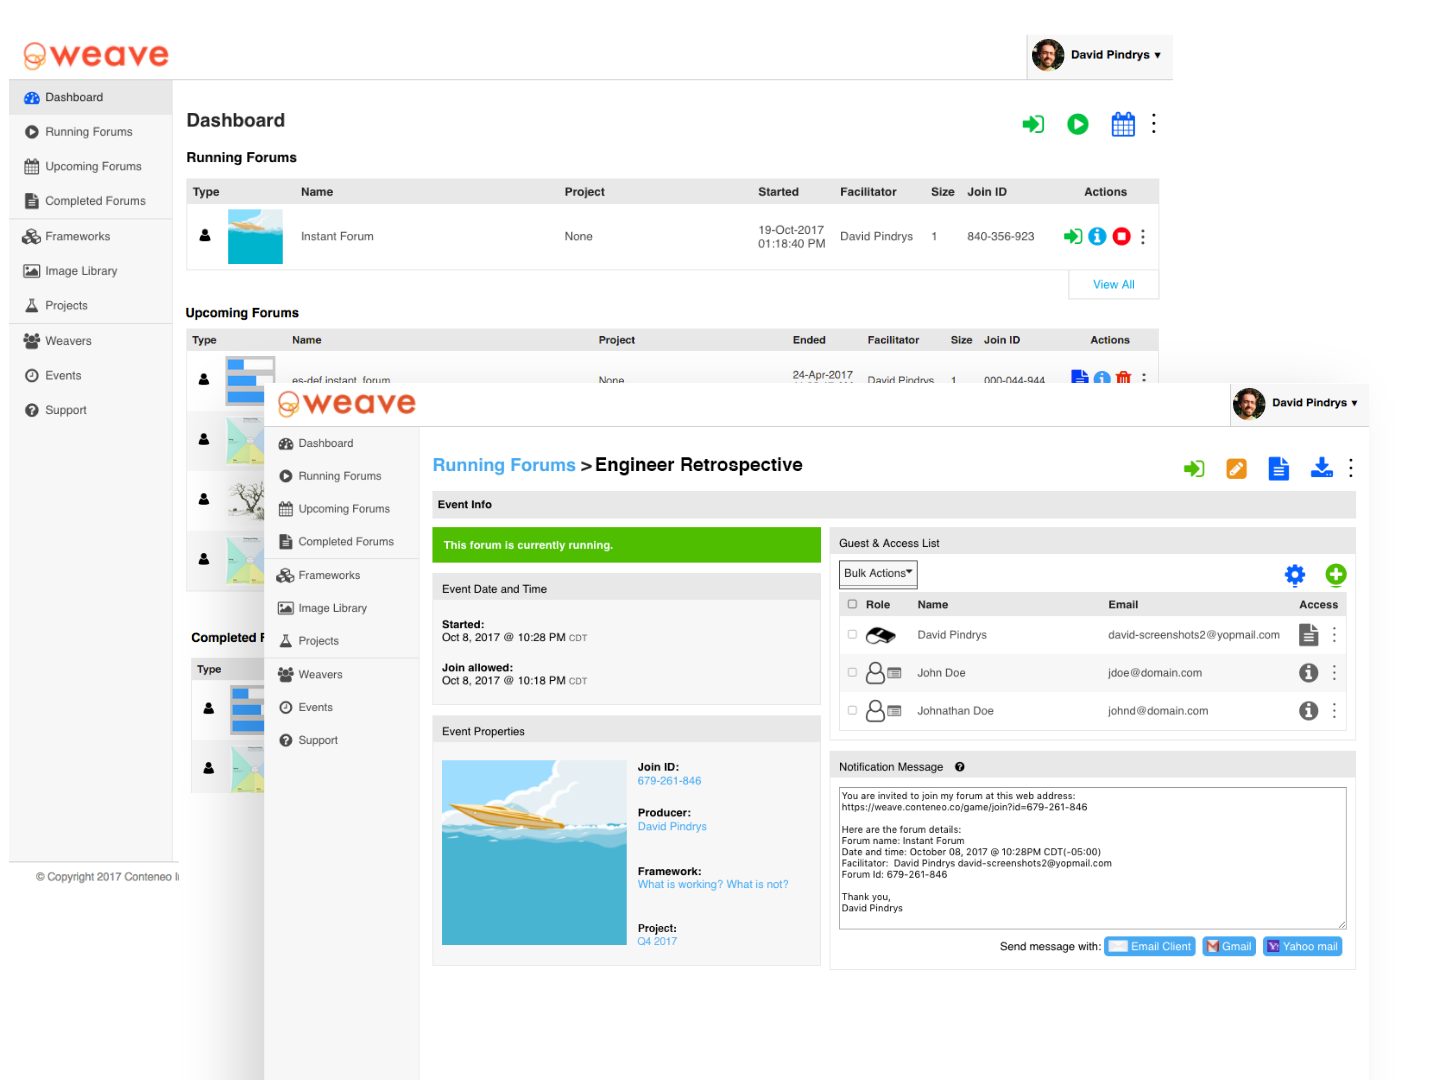 weave
David Pindrys ▾
Dashboard
Running Forums
Upcoming Forums
Completed Forums
Frameworks
Image Library
Projects
Weavers
Events
Support
Dashboard
Running Forums
Type Name Project Started Facilitator Size Join ID Actions
Instant Forum None 19-Oct-2017 David Pindrys 1 840-356-923
01:18:40 PM
View All
Upcoming Forums
Type Name Project Ended Facilitator Size Join ID Actions
es-def.instant_forum None 24-Apr-2017 David Pindrys 1 000-044-944
Completed F
Type
© Copyright 2017 Conteneo
weave
David Pindrys ▾
Dashboard
Running Forums
Upcoming Forums
Completed Forums
Frameworks
Image Library
Projects
Weavers
Events
Support
Running Forums > Engineer Retrospective
Event Info
This forum is currently running.
Event Date and Time
Started:
Oct 8, 2017 @ 10:28 PM CDT
Join allowed:
Oct 8, 2017 @ 10:18 PM CDT
Event Properties
Join ID:
679-261-846
Producer:
David Pindrys
Framework:
What is working? What is not?
Project:
Q4 2017
Guest & Access List
Bulk Actions
Role Name Email Access
David Pindrys david-screenshots2@yopmail.com
John Doe jdoe@domain.com
Johnathan Doe johnd@domain.com
Notification Message
You are invited to join my forum at this web address:
https://weave.conteneo.co/game/join?id=679-261-846
Here are the forum details:
Forum name: Instant Forum
Date and time: October 08, 2017 @ 10:28PM CDT(-05:00)
Facilitator: David Pindrys david-screenshots2@yopmail.com
Forum Id: 679-261-846
Thank you,
David Pindrys
Send message with: Email Client Gmail Yahoo mail